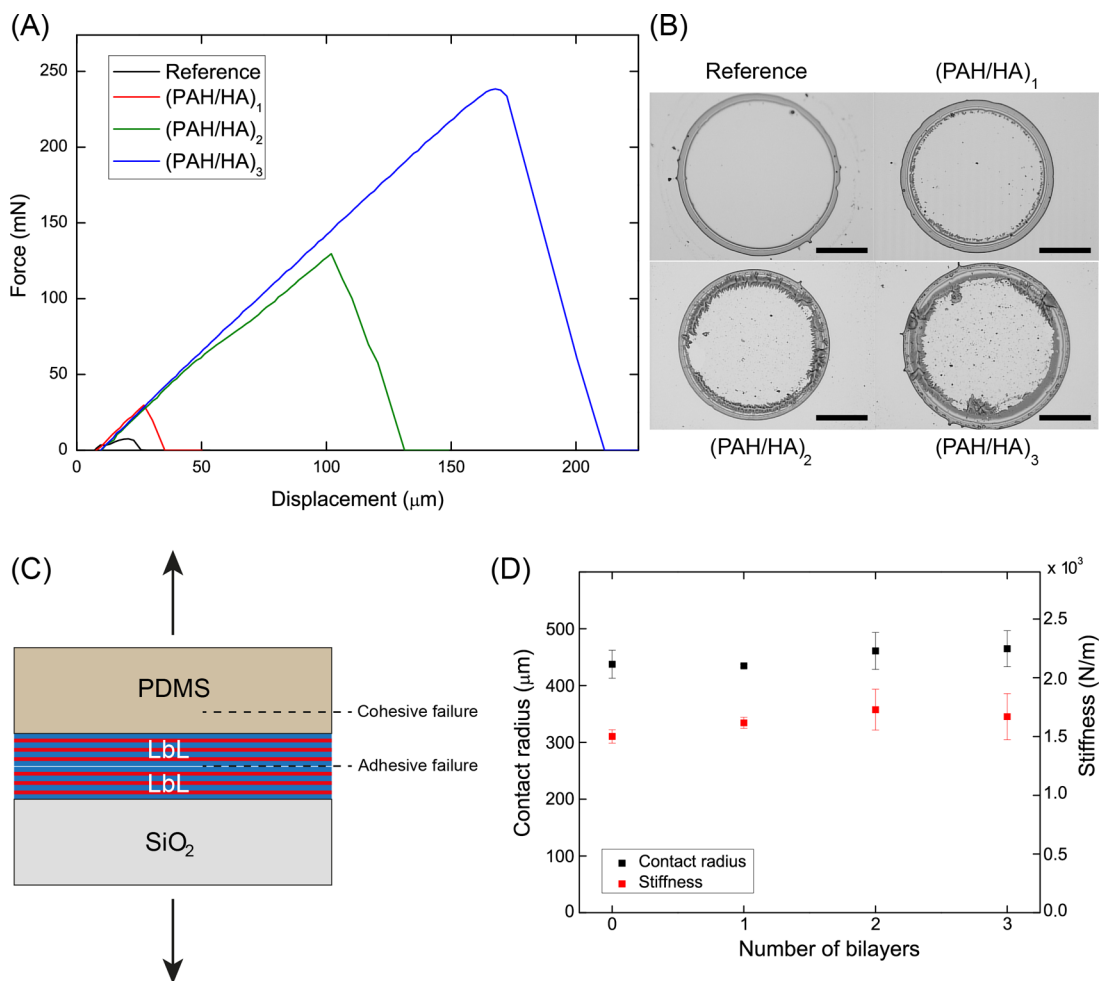 (A)
250
200
150
100
50
0
Force (mN)
0 50 100 150 200
Displacement (μm)
Reference
(PAH/HA)1
(PAH/HA)2
(PAH/HA)3
(B)
Reference
(PAH/HA)1
(PAH/HA)2
(PAH/HA)3
(C)
PDMS
Cohesive failure
LbL
Adhesive failure
LbL
SiO2
(D)
x 10³
500
400
300
200
100
0
Contact radius (μm)
2.5
2.0
1.5
1.0
0.5
0.0
Stiffness (N/m)
Contact radius
Stiffness
0 1 2 3
Number of bilayers